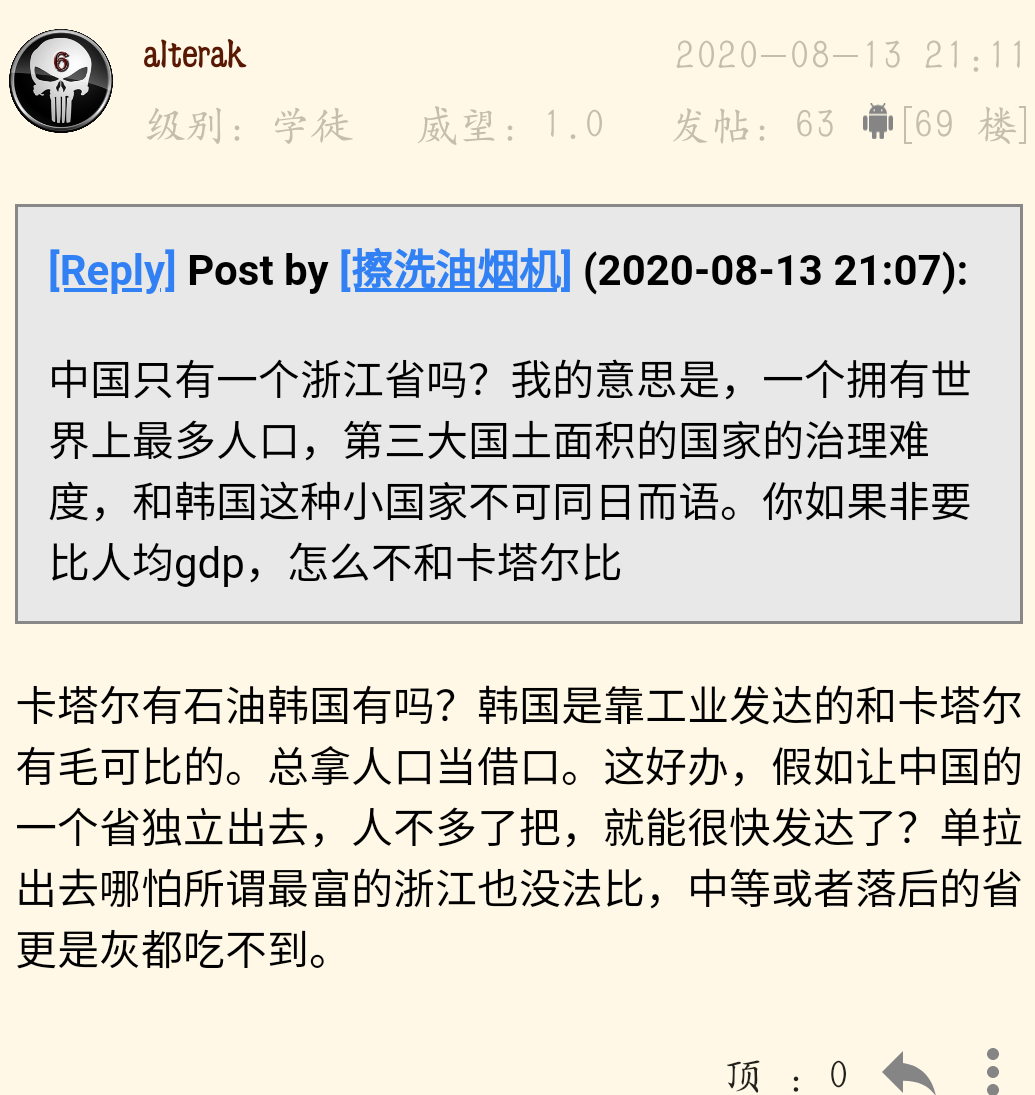 6
alterak
2020-08-13 21:11
级别: 学徒 威望: 1.0 发帖: 63 [69 楼]
[Reply] Post by [擦洗油烟机] (2020-08-13 21:07):
中国只有一个浙江省吗？我的意思是，一个拥有世
界上最多人口，第三大国土面积的国家的治理难
度，和韩国这种小国家不可同日而语。你如果非要
比人均gdp，怎么不和卡塔尔比
卡塔尔有石油韩国有吗？韩国是靠工业发达的和卡塔尔
有毛可比的。总拿人口当借口。这好办，假如让中国的
一个省独立出去，人不多了把，就能很快发达了？单拉
出去哪怕所谓最富的浙江也没法比，中等或者落后的省
更是灰都吃不到。
顶 : 0